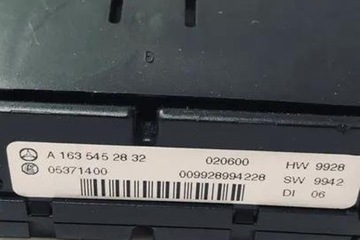 A 163 545 28 32 020600 HW 9928
05371400 009928994228 SW 9942
DI 06